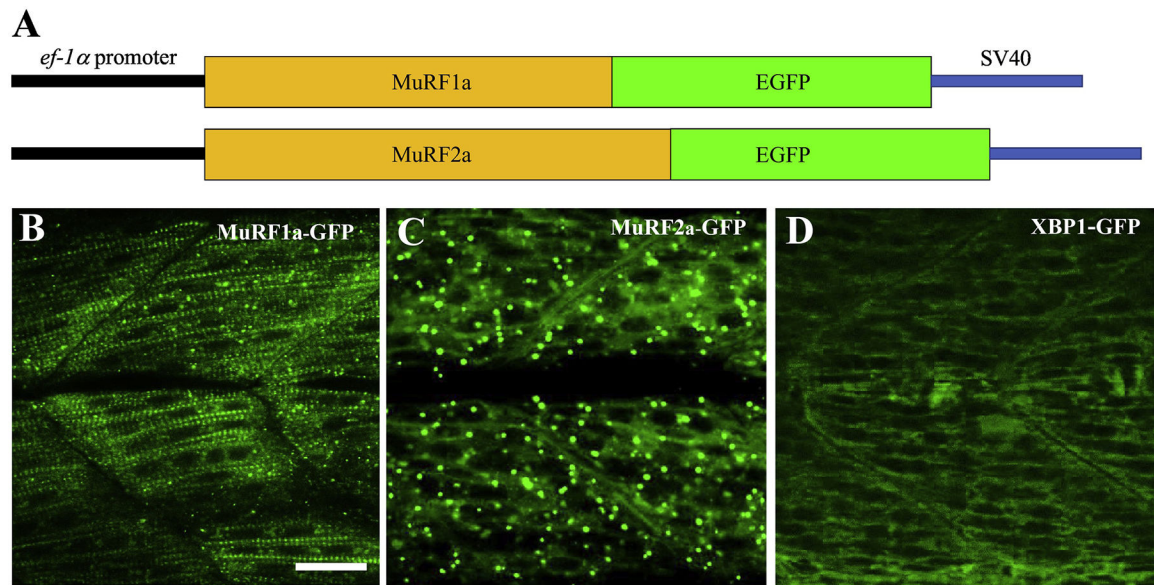 A
ef-1α promoter
SV40
MuRF1a
EGFP
MuRF2a
EGFP
B
MuRF1a-GFP
C
MuRF2a-GFP
D
XBP1-GFP